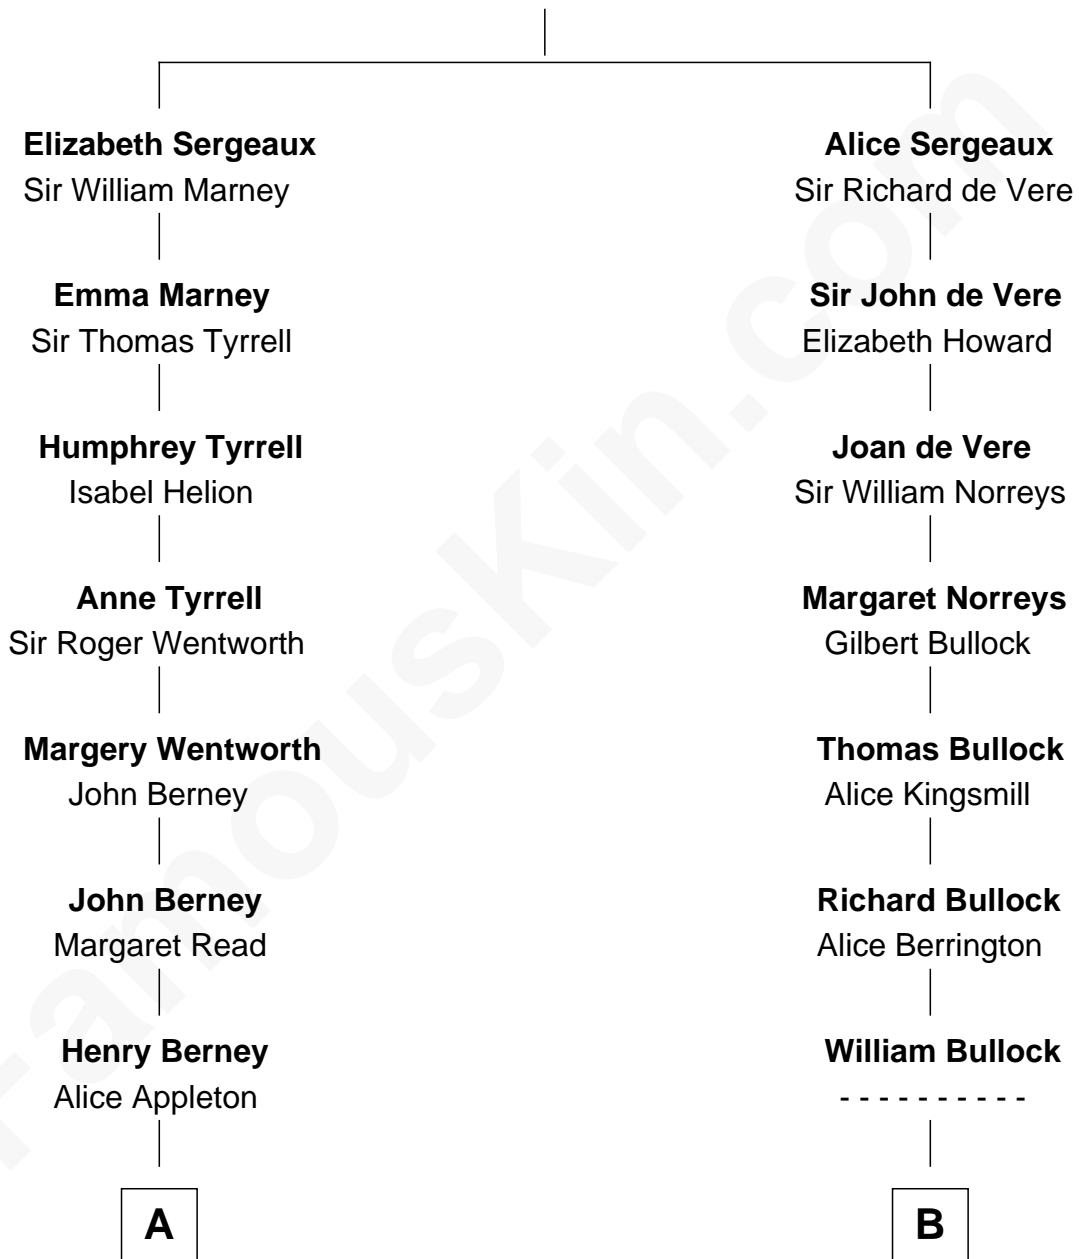 Elizabeth Sergeaux
Sir William Marney
Emma Marney
Sir Thomas Tyrrell
Humphrey Tyrrell
Isabel Helion
Anne Tyrrell
Sir Roger Wentworth
Margery Wentworth
John Berney
John Berney
Margaret Read
Henry Berney
Alice Appleton
A
Alice Sergeaux
Sir Richard de Vere
Sir John de Vere
Elizabeth Howard
Joan de Vere
Sir William Norreys
Margaret Norreys
Gilbert Bullock
Thomas Bullock
Alice Kingsmill
Richard Bullock
Alice Berrington
William Bullock
- - - - - - - - - -
B
FamousKin.com